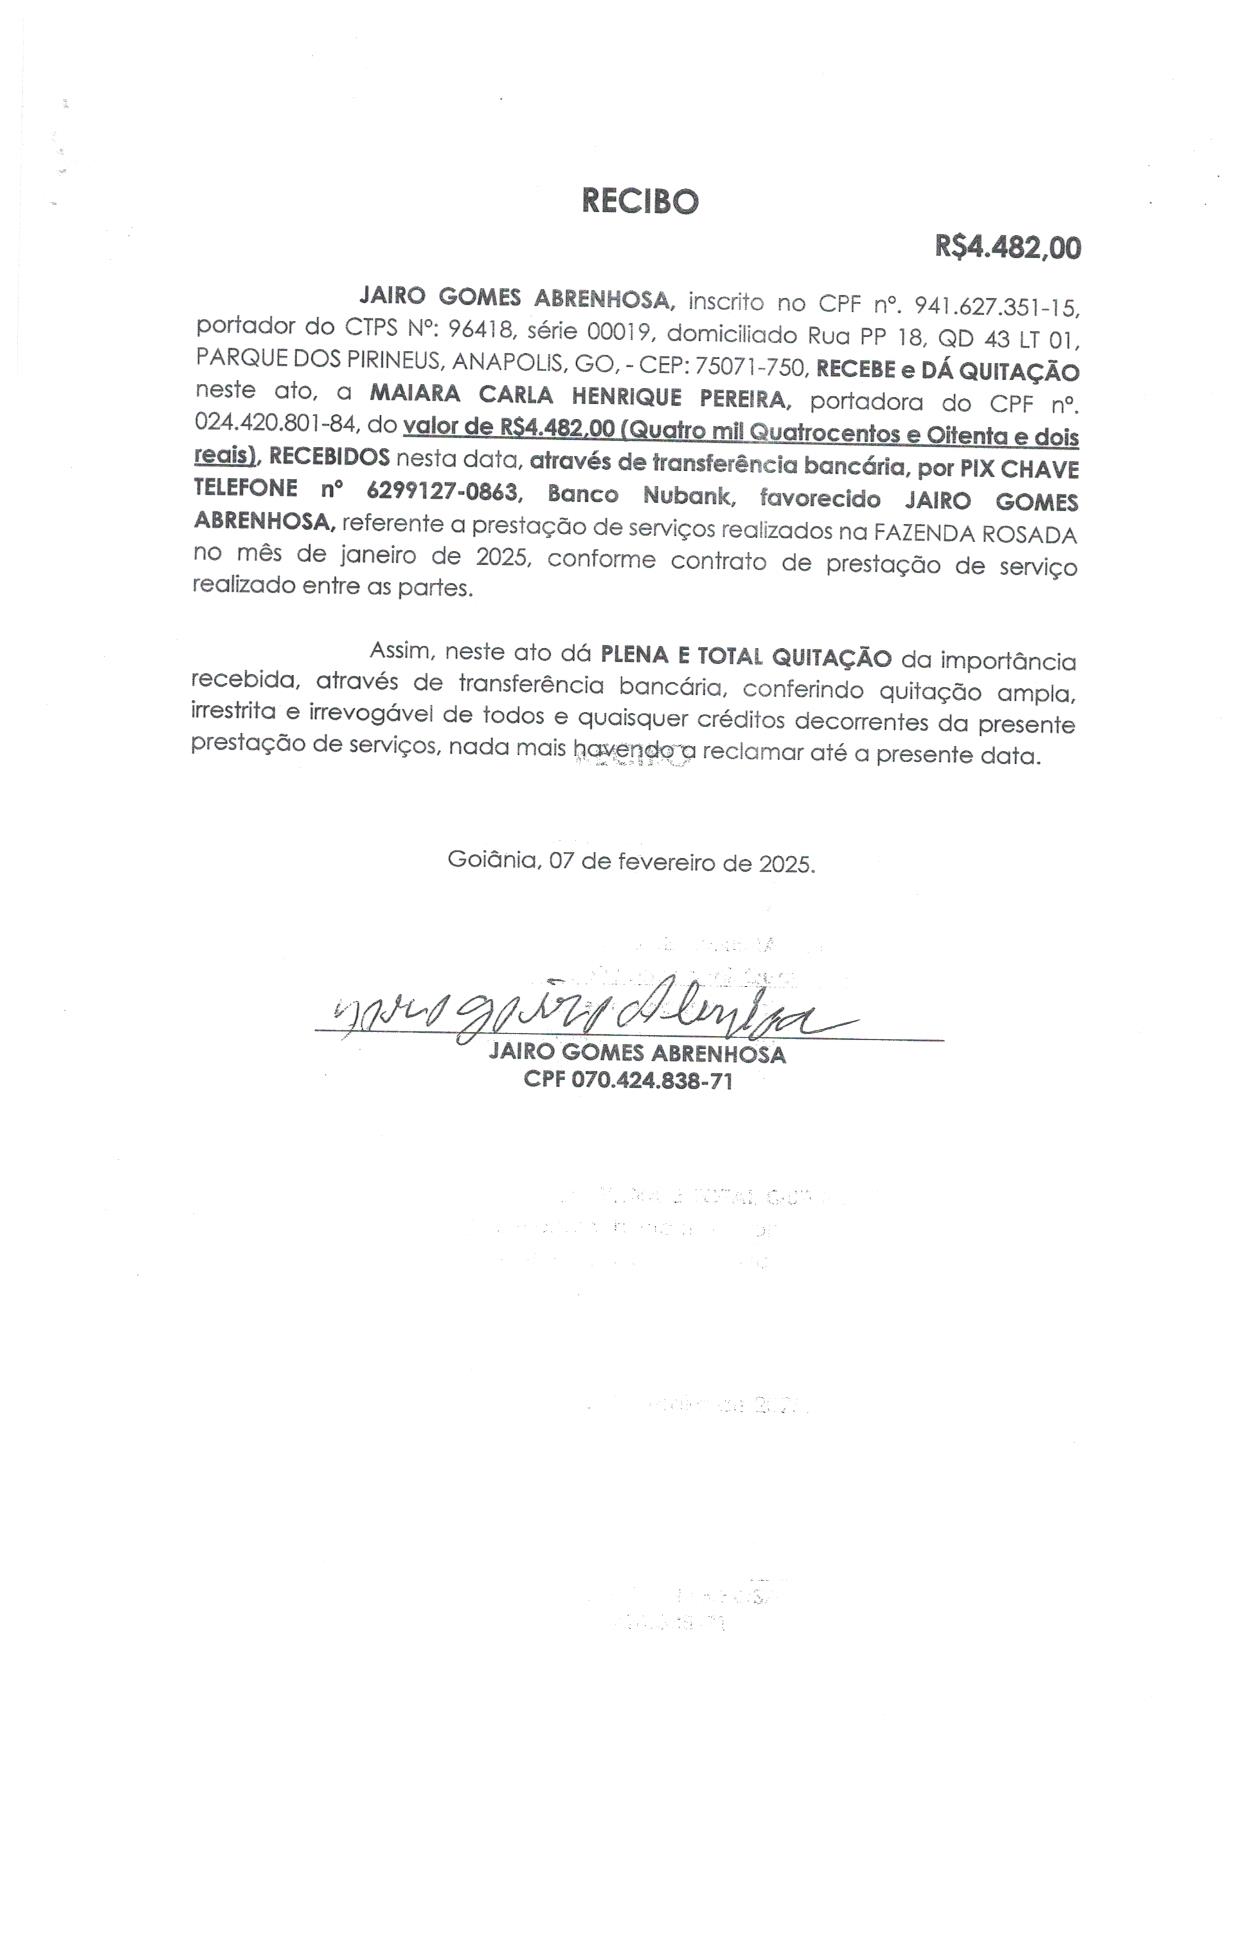 RECIBO
R$4.482,00
JAIRO GOMES ABRENHOSA, inscrito no CPF nº. 941.627.351-15,
portador do CTPS Nº: 96418, série 00019, domiciliado Rua PP 18, QD 43 LT 01,
PARQUE DOS PIRINEUS, ANAPOLIS, GO, - CEP: 75071-750, RECEBE e DÁ QUITAÇÃO
neste ato, a MAIARA CARLA HENRIQUE PEREIRA, portadora do CPF nº.
024.420.801-84, do valor de R$4.482,00 (Quatro mil Quatrocentos e Oitenta e dois
reais), RECEBIDOS nesta data, através de transferência bancária, por PIX CHAVE
TELEFONE nº 6299127-0863, Banco Nubank, favorecido JAIRO GOMES
ABRENHOSA, referente a prestação de serviços realizados na FAZENDA ROSADA
no mês de janeiro de 2025, conforme contrato de prestação de serviço
realizado entre as partes.
Assim, neste ato dá PLENA E TOTAL QUITAÇÃO da importância
recebida, através de transferência bancária, conferindo quitação ampla,
irrestrita e irrevogável de todos e quaisquer créditos decorrentes da presente
prestação de serviços, nada mais havendo a reclamar até a presente data.
Goiânia, 07 de fevereiro de 2025.
JAIRO GOMES ABRENHOSA
CPF 070.424.838-71